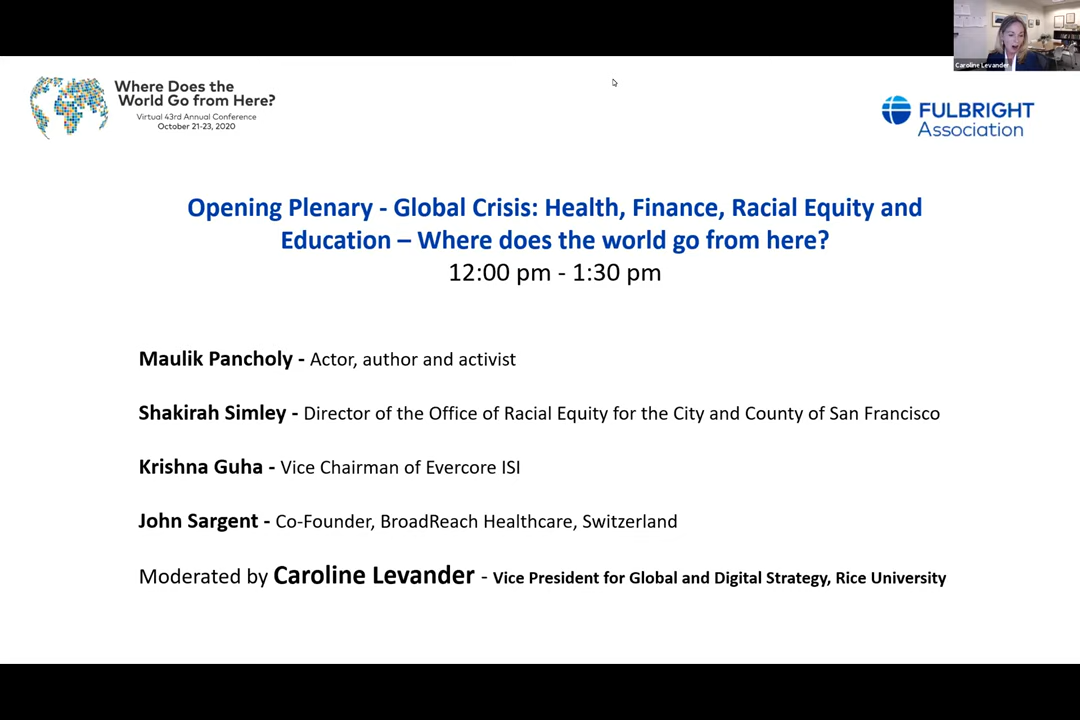 Caroline Levander
Where Does the
World Go from Here?
Virtual 43rd Annual Conference
October 21-23, 2020
FULBRIGHT
Association
Opening Plenary - Global Crisis: Health, Finance, Racial Equity and
Education – Where does the world go from here?
12:00 pm - 1:30 pm
Maulik Pancholy - Actor, author and activist
Shakirah Simley - Director of the Office of Racial Equity for the City and County of San Francisco
Krishna Guha - Vice Chairman of Evercore ISI
John Sargent - Co-Founder, BroadReach Healthcare, Switzerland
Moderated by Caroline Levander - Vice President for Global and Digital Strategy, Rice University